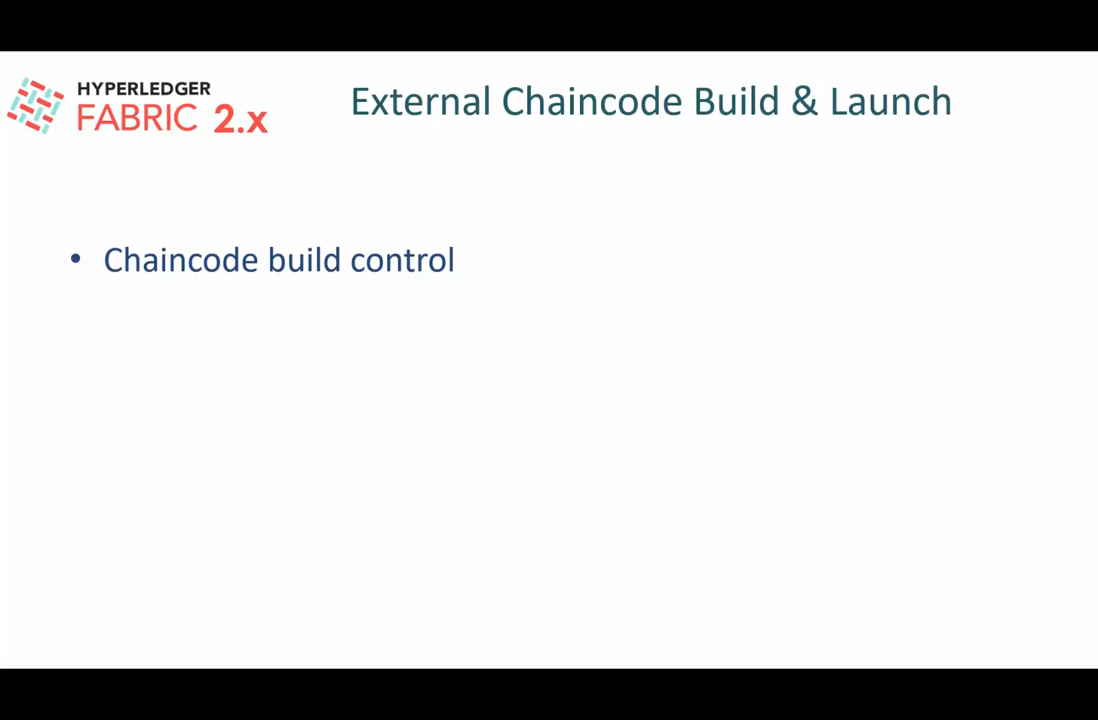 HYPERLEDGER
FABRIC 2.x
External Chaincode Build & Launch
• Chaincode build control